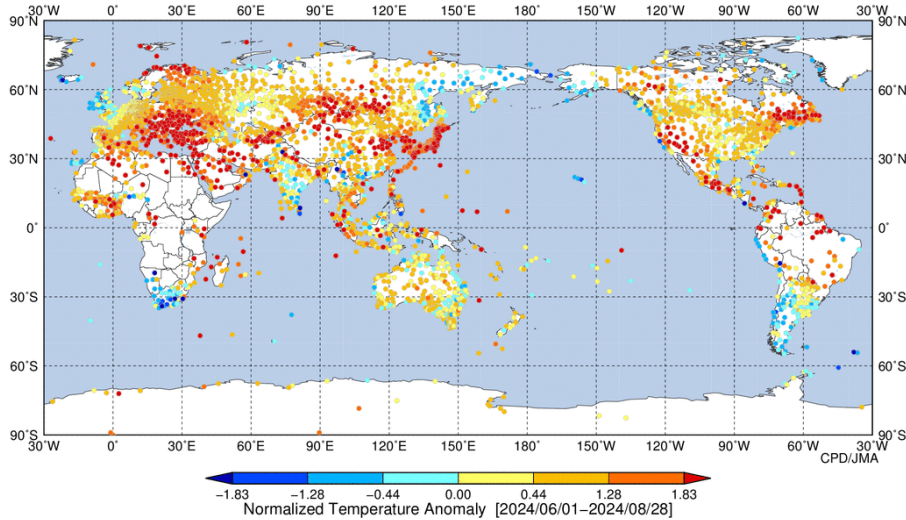 30°W 0° 30°E 60°E 90°E 120°E 150°E 180° 150°W 120°W 90°W 60°W 30°W
90°N 90°N
60°N 60°N
30°N 30°N
0° 0°
30°S 30°S
60°S 60°S
90°S 90°S
30°W 0° 30°E 60°E 90°E 120°E 150°E 180° 150°W 120°W 90°W 60°W 30°W
CPD/JMA
−1.83 −1.28 −0.44 0.00 0.44 1.28 1.83
Normalized Temperature Anomaly [2024/06/01−2024/08/28]